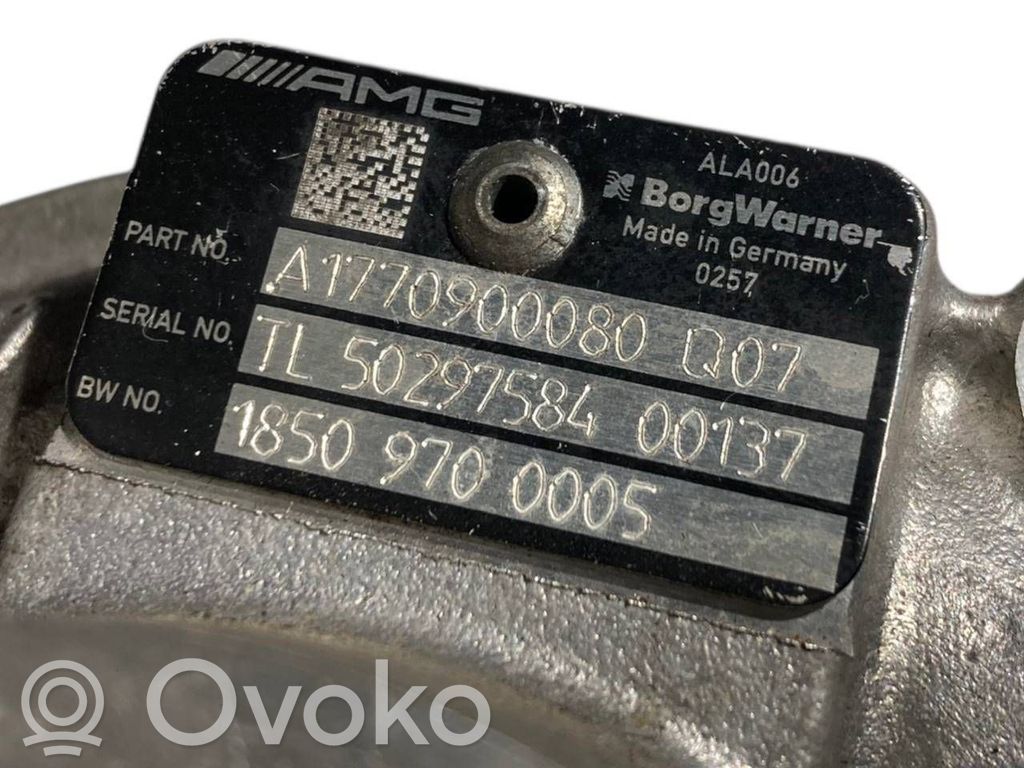 AMG
ALA006
BorgWarner
Made in Germany
0257
PART NO. A1770900080 Q07
SERIAL NO. TL 50297584 00137
BW NO. 1850 970 0005
Ovoko